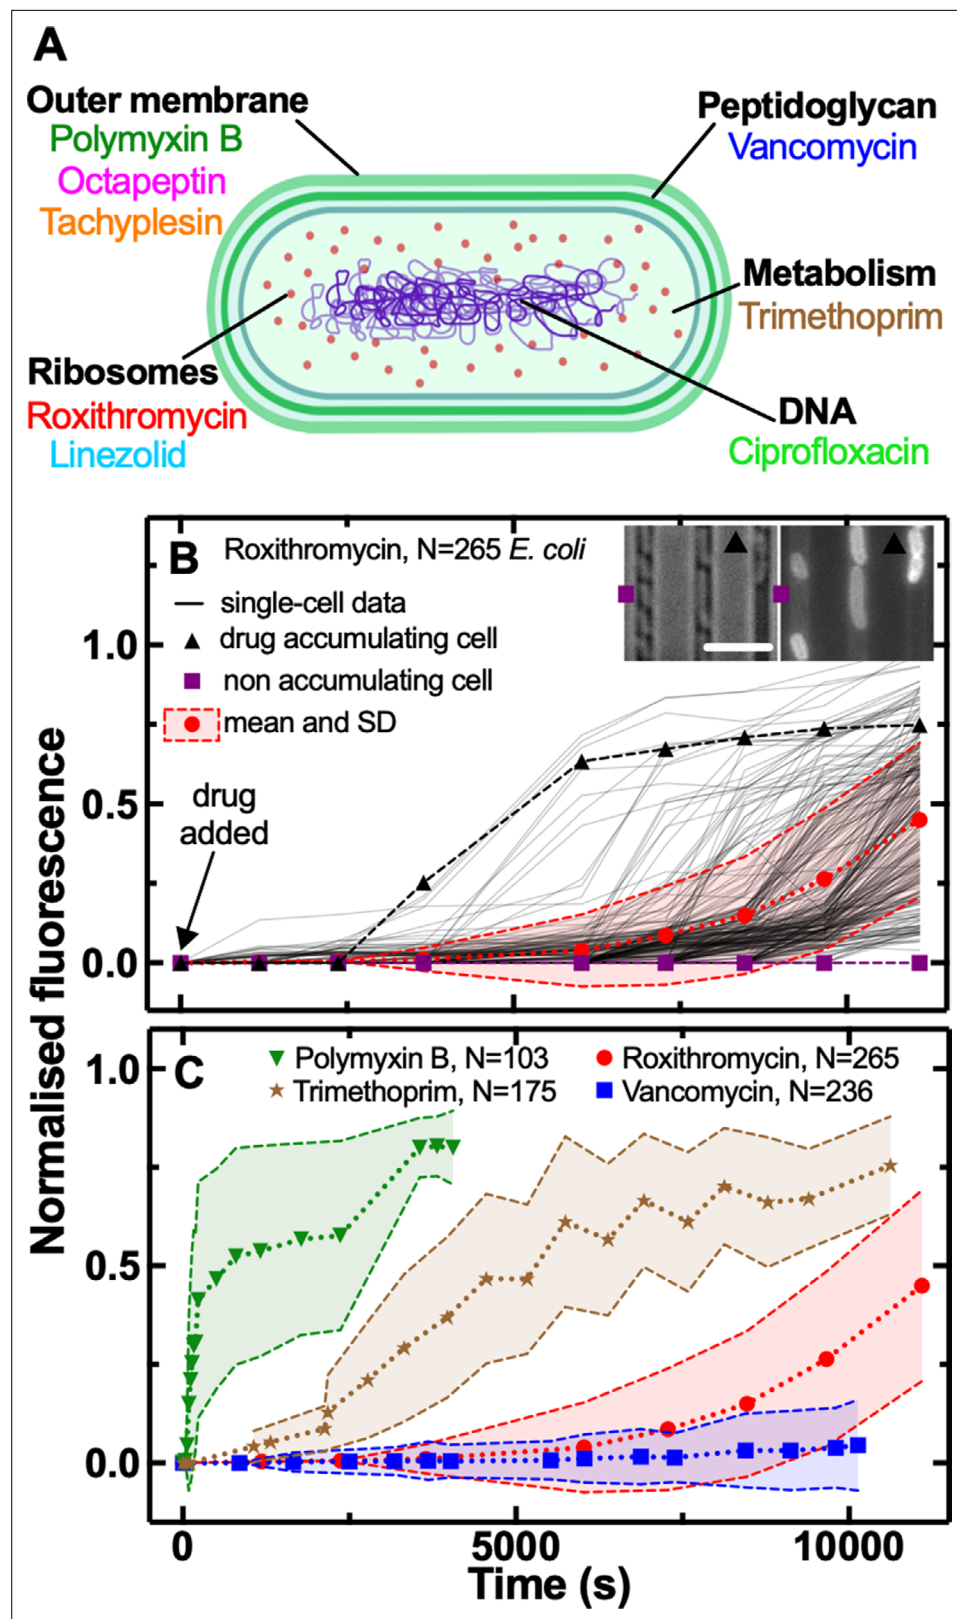 A
Outer membrane
Polymyxin B
Octapeptin
Tachyplesin
Peptidoglycan
Vancomycin
Metabolism
Trimethoprim
Ribosomes
Roxithromycin
Linezolid
DNA
Ciprofloxacin
B
Roxithromycin, N=265 E. coli
single-cell data
drug accumulating cell
non accumulating cell
mean and SD
drug
added
1.0
0.5
0.0
Normalised fluorescence
C
Polymyxin B, N=103
Roxithromycin, N=265
Trimethoprim, N=175
Vancomycin, N=236
1.0
0.5
0.0
0
5000
10000
Time (s)